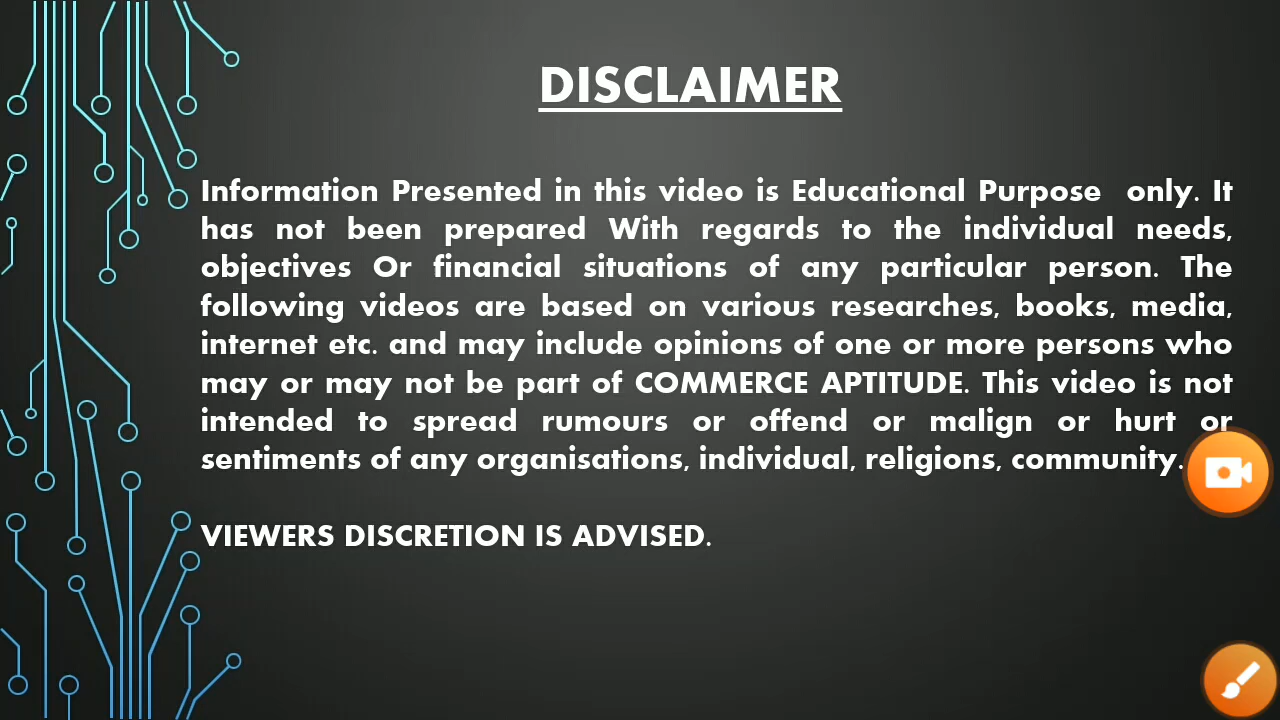 DISCLAIMER
Information Presented in this video is Educational Purpose only. It
has not been prepared With regards to the individual needs,
objectives Or financial situations of any particular person. The
following videos are based on various researches, books, media,
internet etc. and may include opinions of one or more persons who
may or may not be part of COMMERCE APTITUDE. This video is not
intended to spread rumours or offend or malign or hurt or
sentiments of any organisations, individual, religions, community.
VIEWERS DISCRETION IS ADVISED.